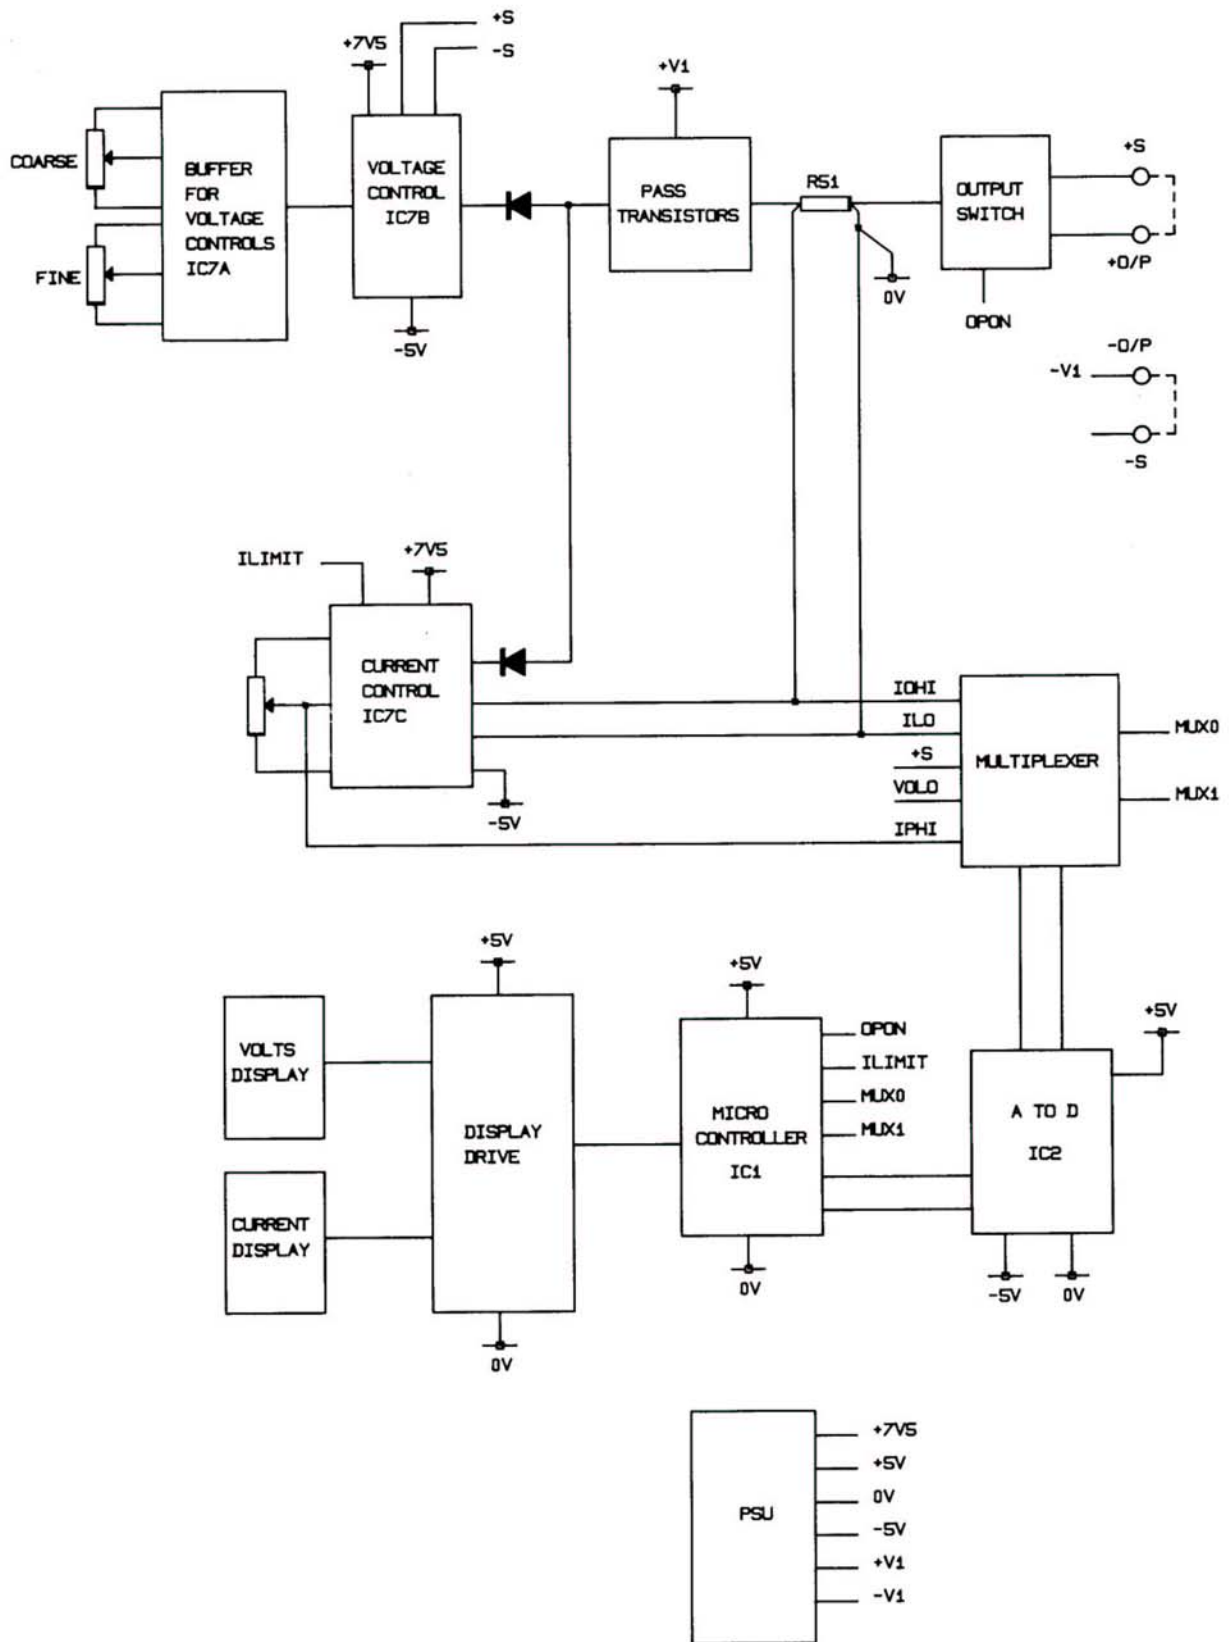 +S
-S
+7V5
+V1
COARSE
FINE
BUFFER
FOR
VOLTAGE
CONTROLS
IC7A
VOLTAGE
CONTROL
IC7B
-5V
PASS
TRANSISTORS
RS1
0V
OUTPUT
SWITCH
OPON
+S
+O/P
-O/P
-V1
-S
ILIMIT
+7V5
CURRENT
CONTROL
IC7C
-5V
IOHI
ILO
+S
VOLO
IPHI
MULTIPLEXER
MUX0
MUX1
VOLTS
DISPLAY
CURRENT
DISPLAY
+5V
DISPLAY
DRIVE
0V
+5V
MICRO
CONTROLLER
IC1
OPON
ILIMIT
MUX0
MUX1
0V
+5V
A TO D
IC2
-5V
0V
PSU
+7V5
+5V
0V
-5V
+V1
-V1